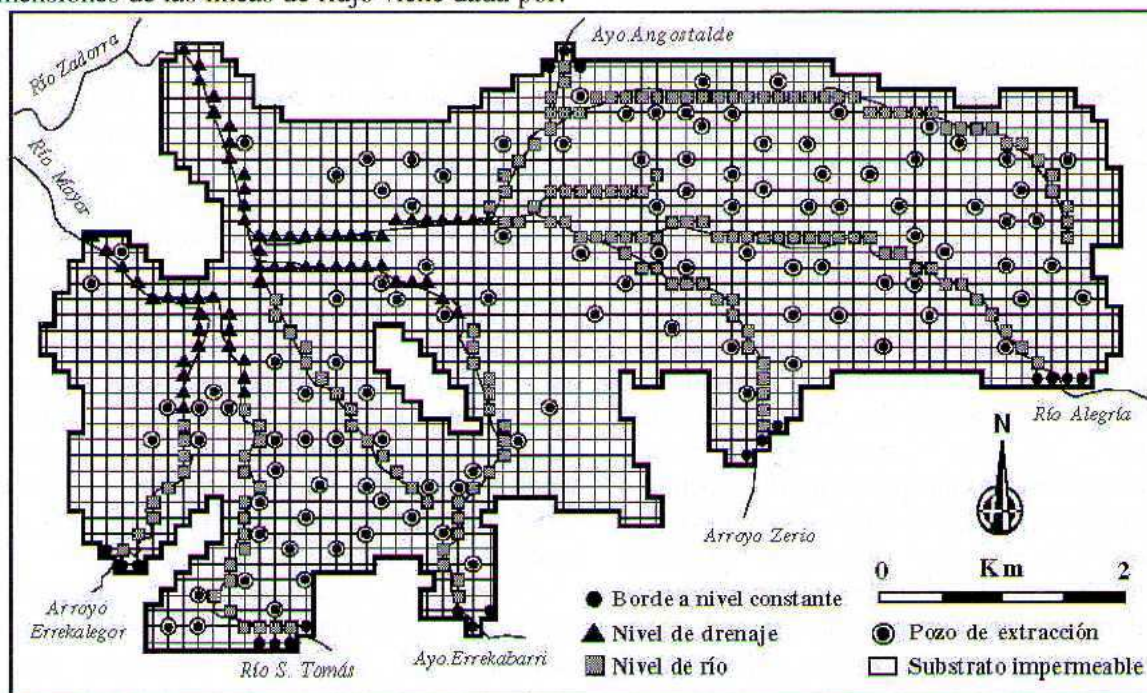 Ayo Angostalde
Río Zadorra
Río Mayor
Río Alegría
N
Arroyo Zerio
0 Km 2
Arroyo
Errekalegor
Río S. Tomás
Ayo. Errekabarri
Borde a nivel constante
Nivel de drenaje
Nivel de río
Pozo de extracción
Substrato impermeable